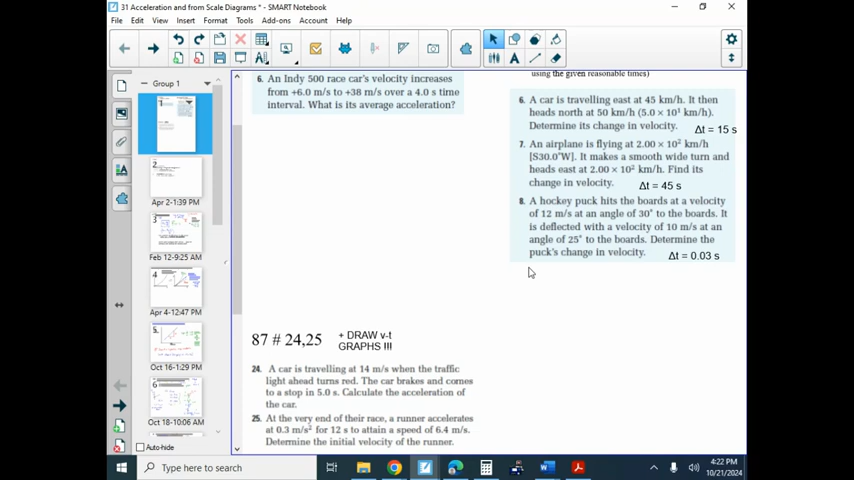 31 Acceleration and from Scale Diagrams * - SMART Notebook
File Edit View Insert Format Tools Add-ons Account Help
Group 1
Apr 2-1:39 PM
3
Feb 12-9:25 AM
4
Apr 4-12:47 PM
5
Oct 16-1:29 PM
6
Oct 18-10:06 AM
Auto-hide
6. An Indy 500 race car's velocity increases
from +6.0 m/s to +38 m/s over a 4.0 s time
interval. What is its average acceleration?
using the given reasonable times)
6. A car is travelling east at 45 km/h. It then
heads north at 50 km/h (5.0 × 10¹ km/h).
Determine its change in velocity. Δt = 15 s
7. An airplane is flying at 2.00 × 10² km/h
[S30.0°W]. It makes a smooth wide turn and
heads east at 2.00 × 10² km/h. Find its
change in velocity. Δt = 45 s
8. A hockey puck hits the boards at a velocity
of 12 m/s at an angle of 30° to the boards. It
is deflected with a velocity of 10 m/s at an
angle of 25° to the boards. Determine the
puck's change in velocity. Δt = 0.03 s
87 # 24,25
+ DRAW v-t
GRAPHS !!!
24. A car is travelling at 14 m/s when the traffic
light ahead turns red. The car brakes and comes
to a stop in 5.0 s. Calculate the acceleration of
the car.
25. At the very end of their race, a runner accelerates
at 0.3 m/s² for 12 s to attain a speed of 6.4 m/s.
Determine the initial velocity of the runner.
Type here to search
4:22 PM
10/21/2024